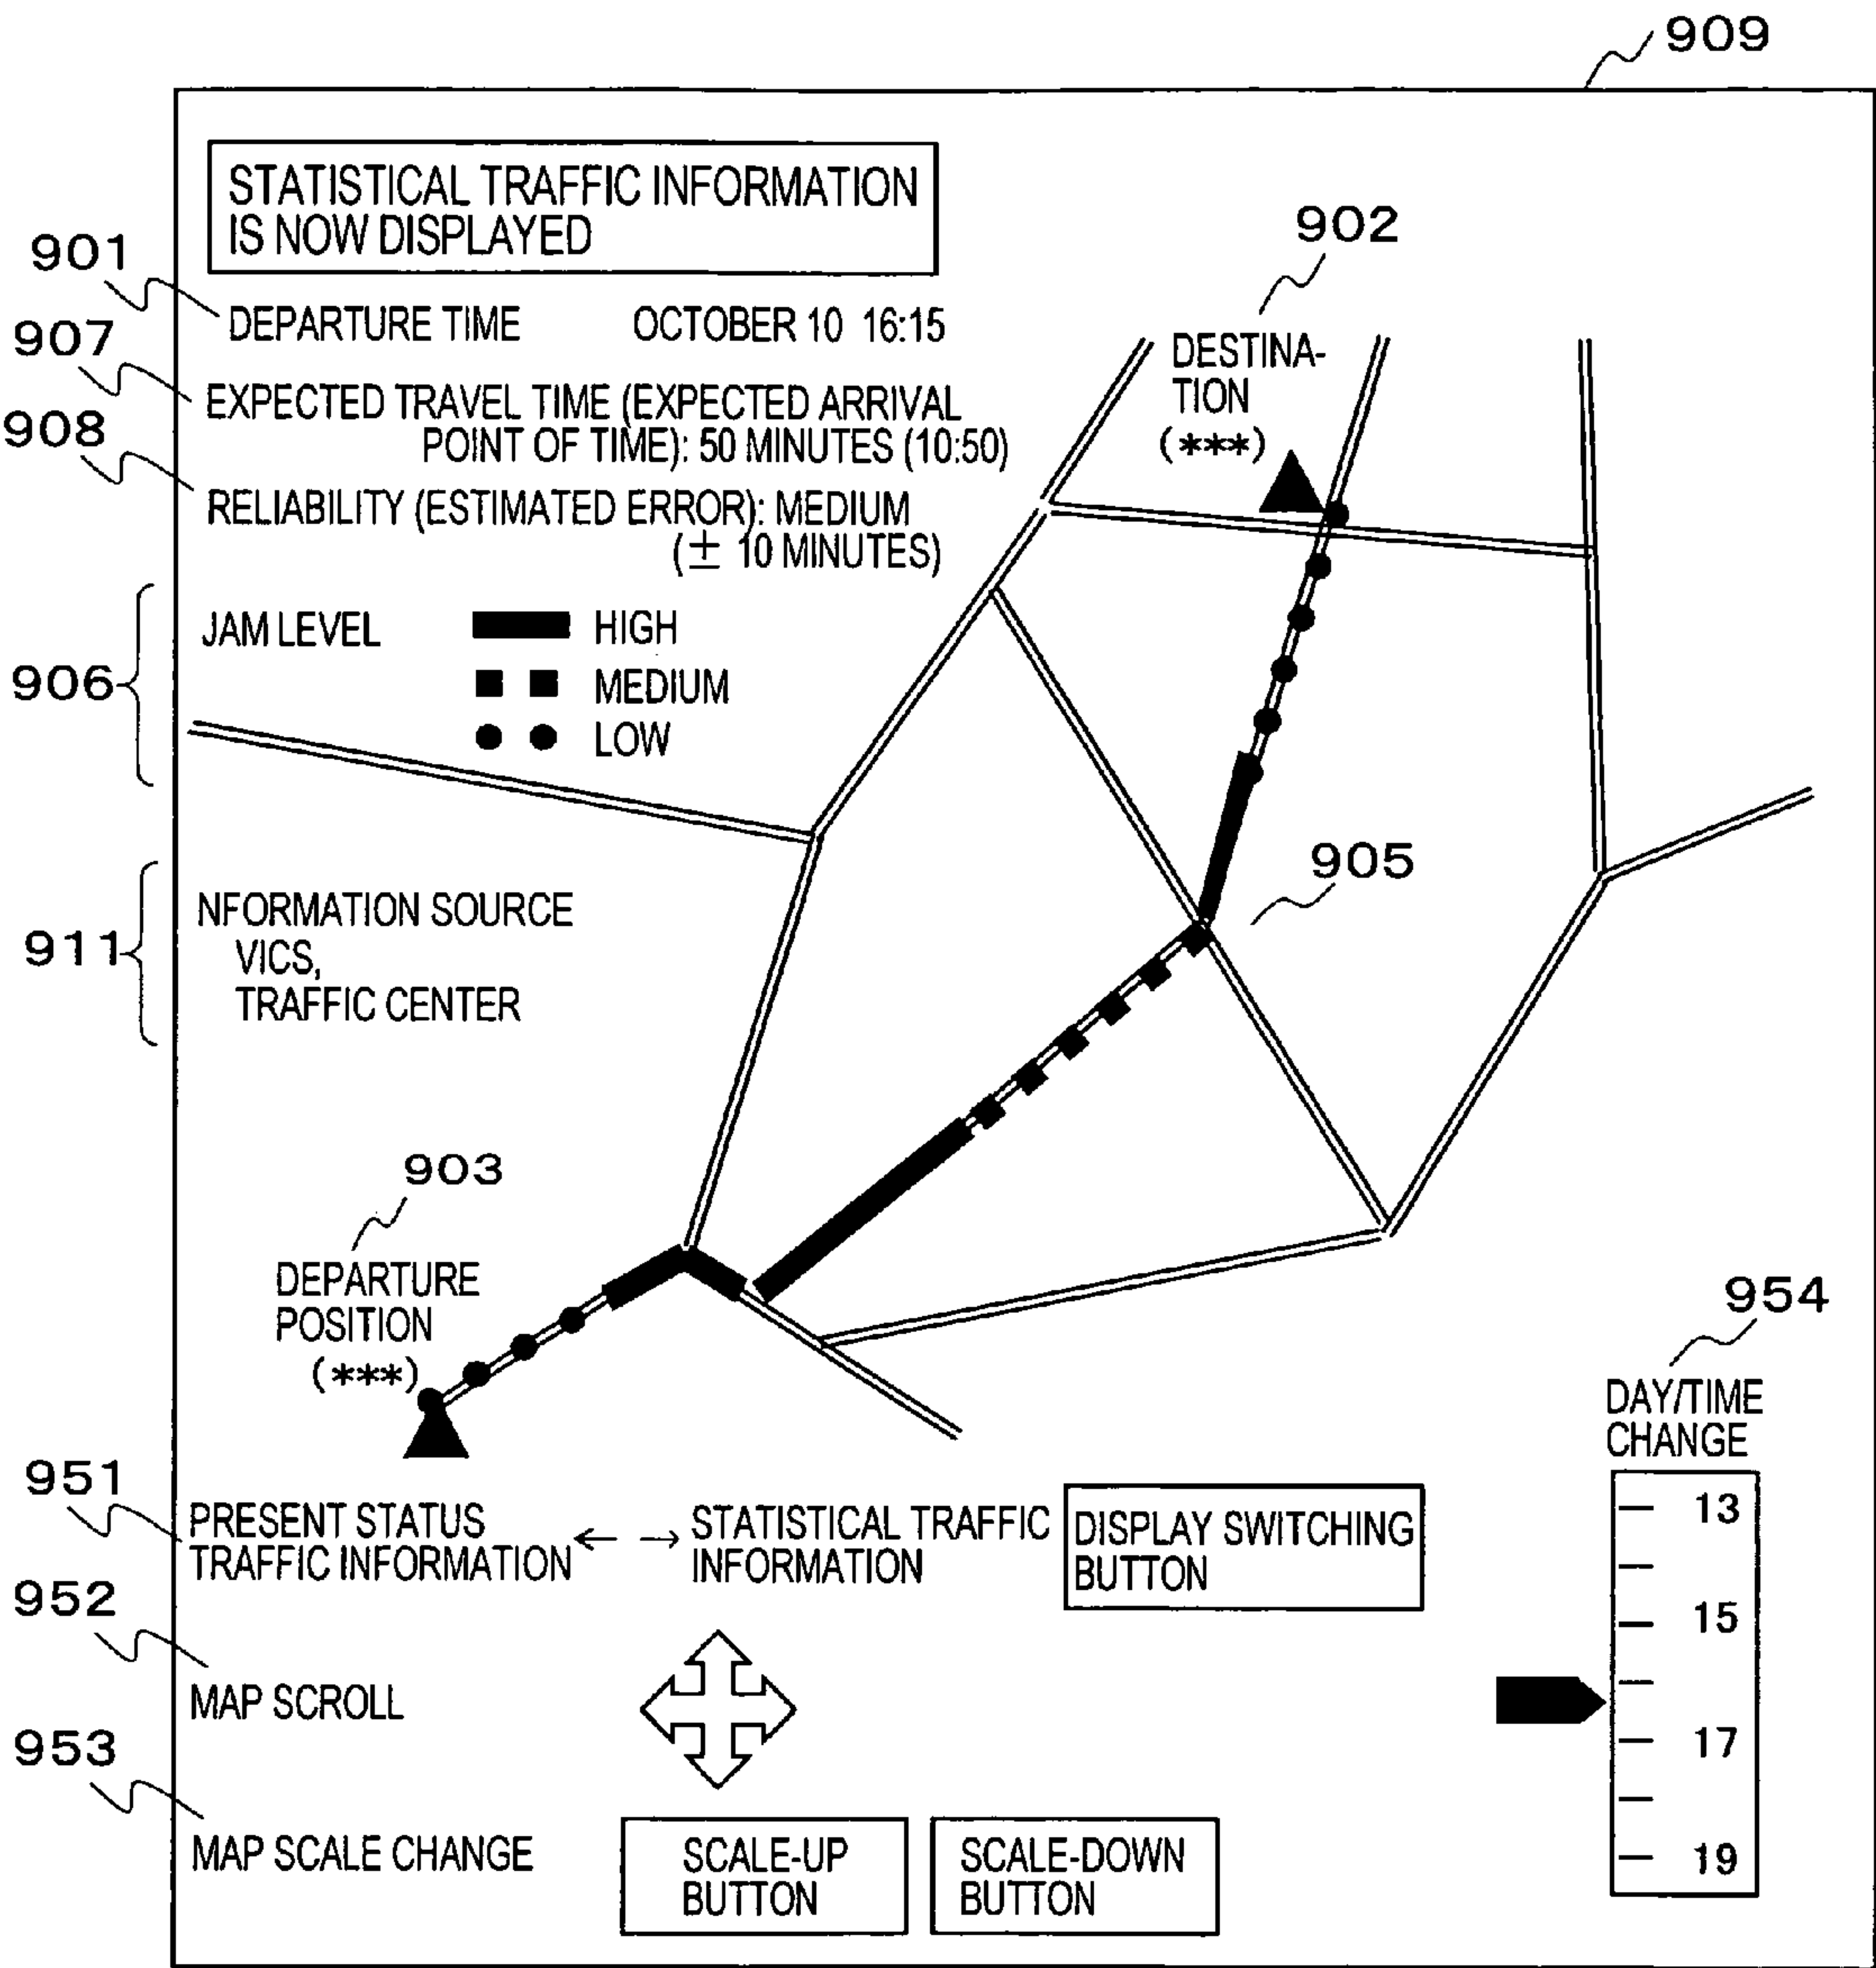 909
STATISTICAL TRAFFIC INFORMATION
IS NOW DISPLAYED
901
902
DEPARTURE TIME OCTOBER 10 16:15
907
DESTINA-
TION
(***)
EXPECTED TRAVEL TIME (EXPECTED ARRIVAL
POINT OF TIME): 50 MINUTES (10:50)
908
RELIABILITY (ESTIMATED ERROR): MEDIUM
(± 10 MINUTES)
906
JAM LEVEL HIGH
MEDIUM
LOW
905
911
NFORMATION SOURCE
VICS,
TRAFFIC CENTER
903
DEPARTURE
POSITION
(***)
954
DAY/TIME
CHANGE
13
15
17
19
951
PRESENT STATUS
TRAFFIC INFORMATION
STATISTICAL TRAFFIC
INFORMATION
DISPLAY SWITCHING
BUTTON
952
MAP SCROLL
953
MAP SCALE CHANGE
SCALE-UP
BUTTON
SCALE-DOWN
BUTTON